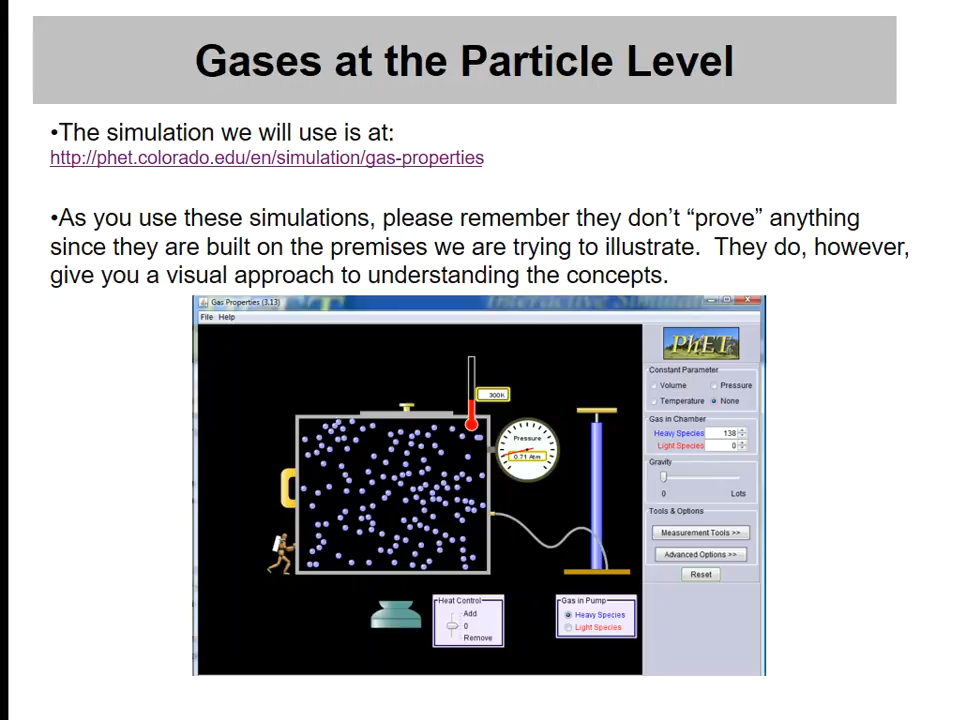 Gases at the Particle Level
•The simulation we will use is at:
http://phet.colorado.edu/en/simulation/gas-properties
•As you use these simulations, please remember they don’t “prove” anything
since they are built on the premises we are trying to illustrate.  They do, however,
give you a visual approach to understanding the concepts.
Gas Properties (3.13)
File Help
PhET
Constant Parameter
Volume Pressure
Temperature None
300K
Gas in Chamber
Heavy Species 138
Light Species 0
Pressure
0.71 Atm
Gravity
0 Lots
Tools & Options
Measurement Tools >>
Advanced Options >>
Reset
Heat Control
Add
0
Remove
Gas in Pump
Heavy Species
Light Species